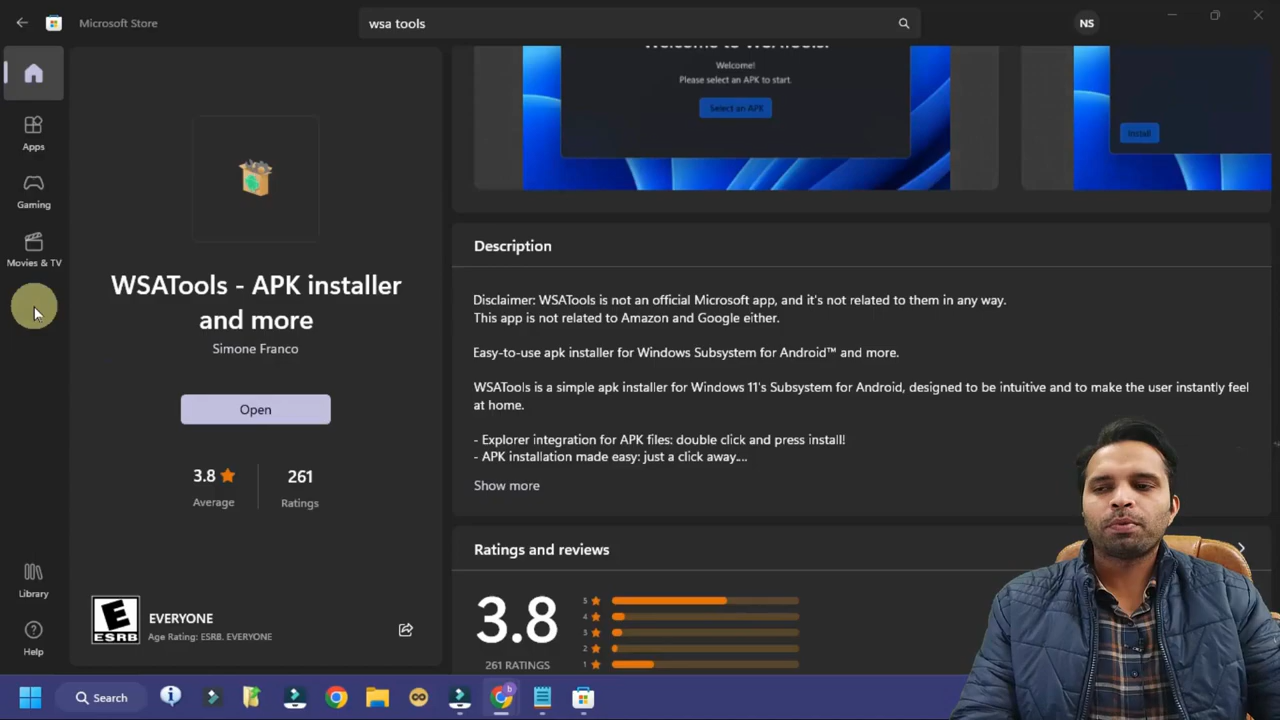 Microsoft Store
wsa tools
NS
Apps
Gaming
Movies & TV
Library
Help
WSATools - APK installer
and more
Simone Franco
Open
3.8
Average
261
Ratings
E
ESRB
EVERYONE
Age Rating: ESRB. EVERYONE
Welcome to WSATools!
Welcome!
Please select an APK to start.
Select an APK
Install
Description
Disclaimer: WSATools is not an official Microsoft app, and it's not related to them in any way.
This app is not related to Amazon and Google either.
Easy-to-use apk installer for Windows Subsystem for Android™ and more.
WSATools is a simple apk installer for Windows 11's Subsystem for Android, designed to be intuitive and to make the user instantly feel
at home.
- Explorer integration for APK files: double click and press install!
- APK installation made easy: just a click away....
Show more
Ratings and reviews
3.8
261 RATINGS
5
4
3
2
1
Search
b